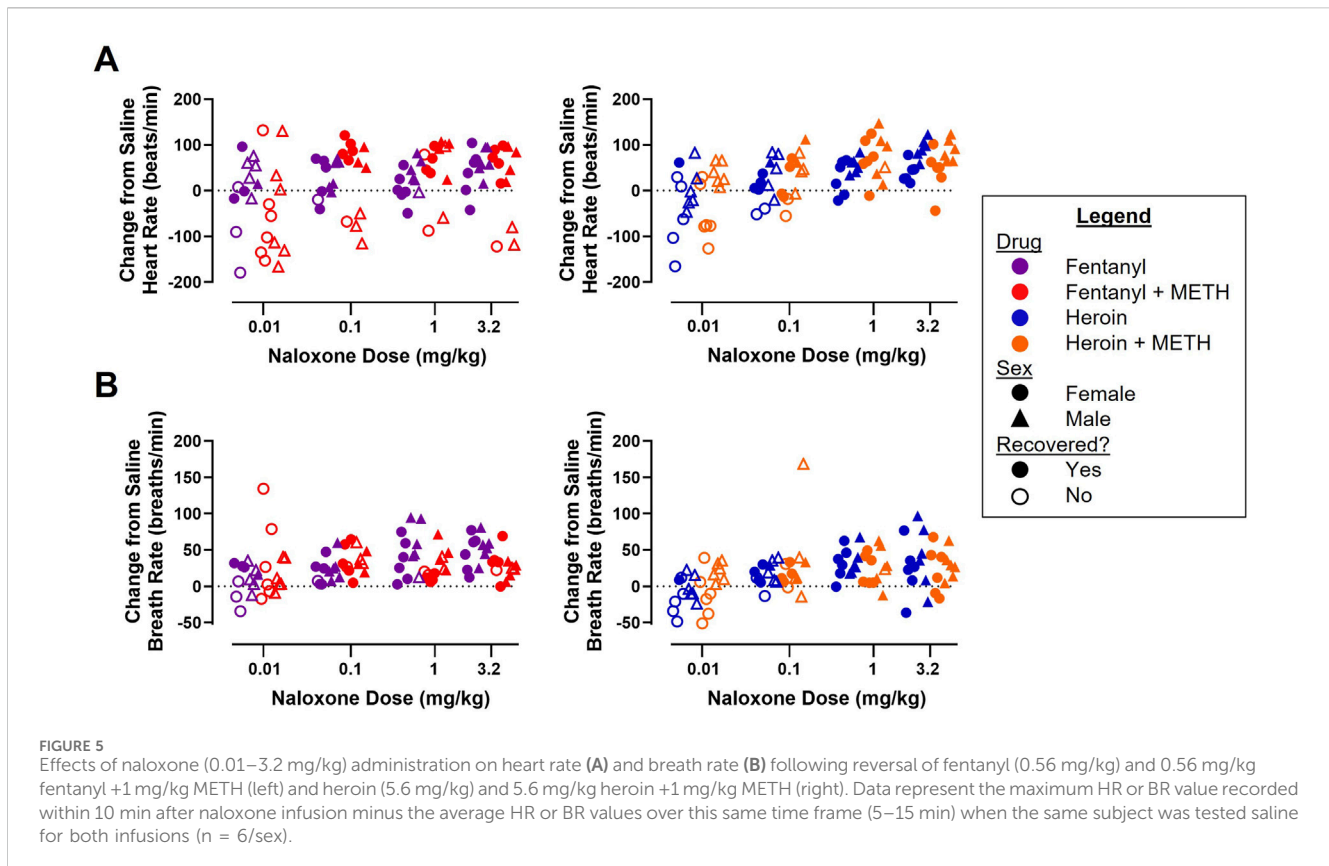 A
Change from Saline
Heart Rate (beats/min)
200
100
0
-100
-200
0.01
0.1
1
3.2
Naloxone Dose (mg/kg)
Change from Saline
Heart Rate (beats/min)
200
100
0
-100
-200
0.01
0.1
1
3.2
Naloxone Dose (mg/kg)
B
Change from Saline
Breath Rate (breaths/min)
200
150
100
50
0
-50
0.01
0.1
1
3.2
Naloxone Dose (mg/kg)
Change from Saline
Breath Rate (breaths/min)
200
150
100
50
0
-50
0.01
0.1
1
3.2
Naloxone Dose (mg/kg)
Legend
Drug
Fentanyl
Fentanyl + METH
Heroin
Heroin + METH
Sex
Female
Male
Recovered?
Yes
No
FIGURE 5
Effects of naloxone (0.01–3.2 mg/kg) administration on heart rate (A) and breath rate (B) following reversal of fentanyl (0.56 mg/kg) and 0.56 mg/kg
fentanyl +1 mg/kg METH (left) and heroin (5.6 mg/kg) and 5.6 mg/kg heroin +1 mg/kg METH (right). Data represent the maximum HR or BR value recorded
within 10 min after naloxone infusion minus the average HR or BR values over this same time frame (5–15 min) when the same subject was tested saline
for both infusions (n = 6/sex).